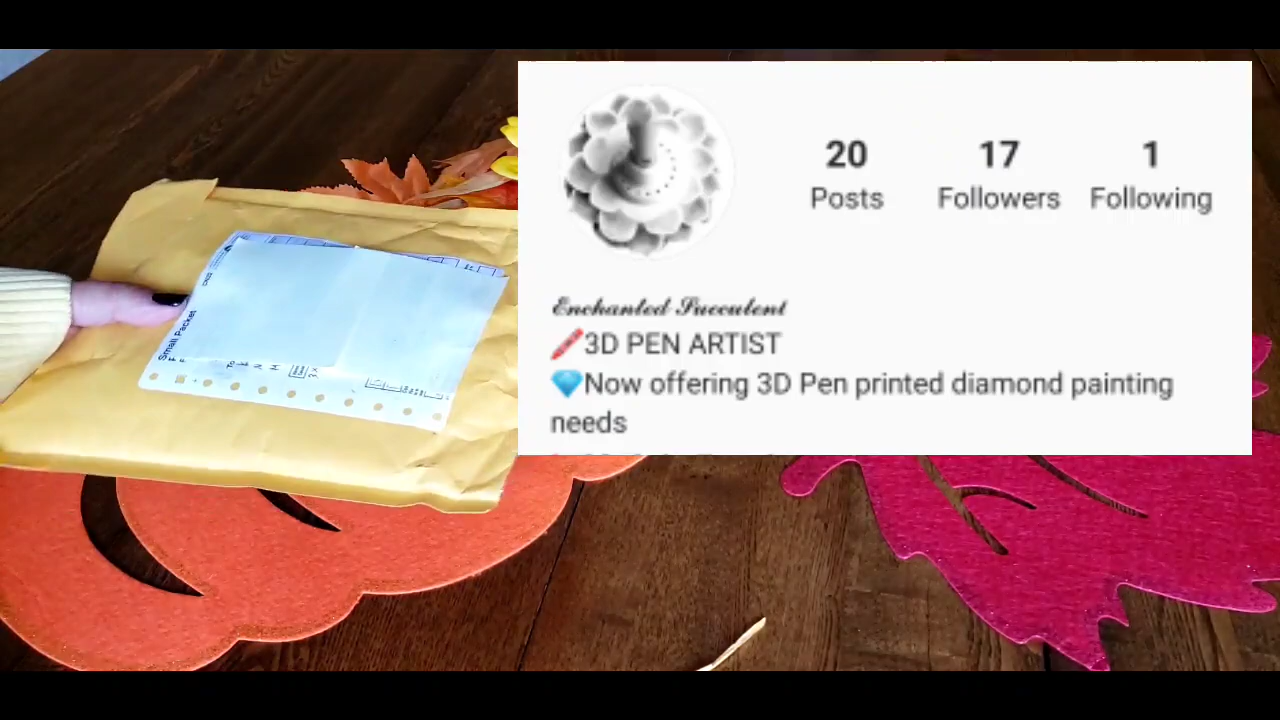 20 17 1
Posts Followers Following
Enchanted Succulent
3D PEN ARTIST
Now offering 3D Pen printed diamond painting
needs
Small Packet